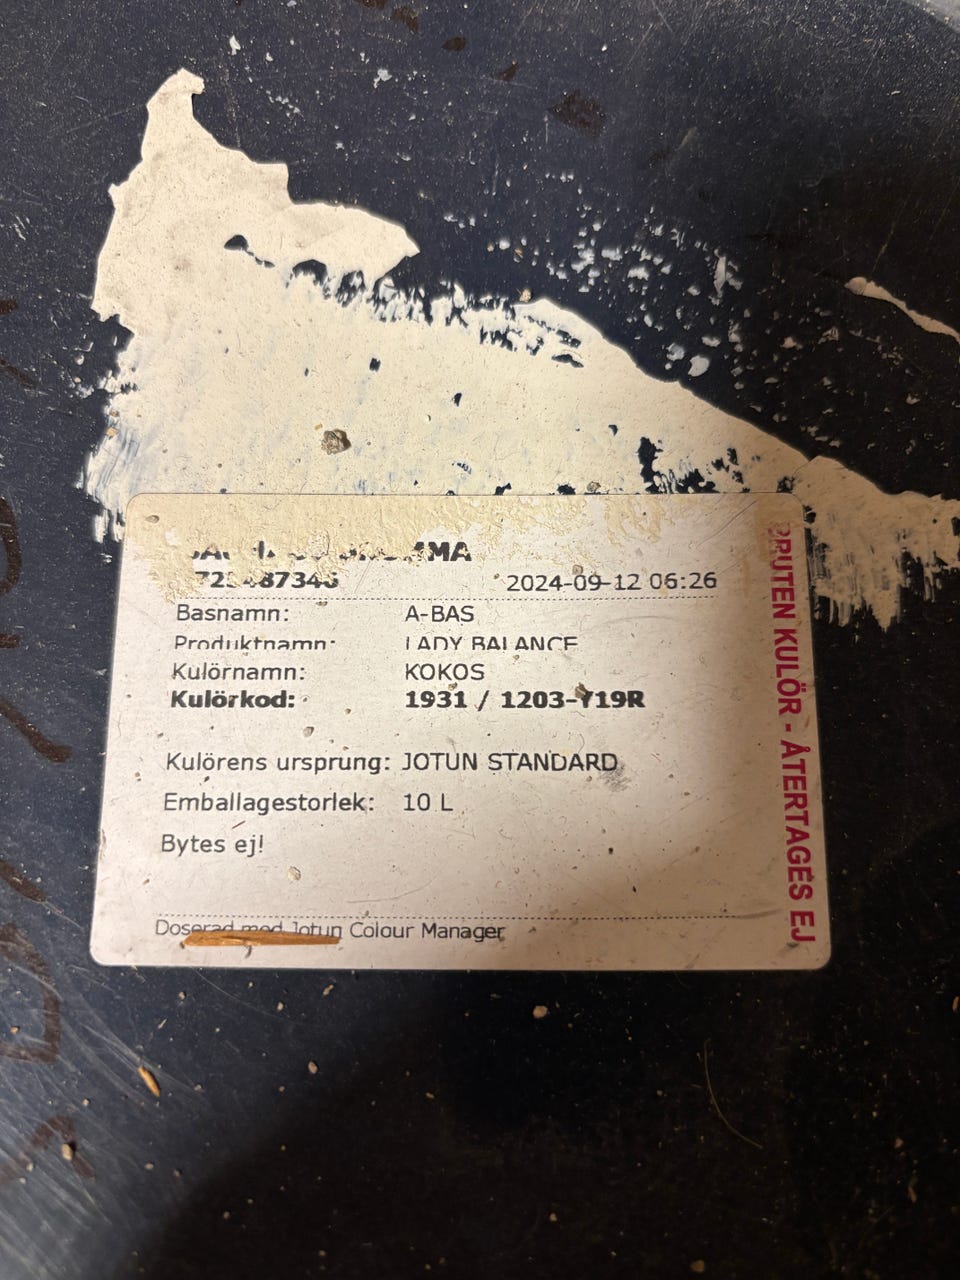 2024-09-12 06:26
Basnamn: A-BAS
Produktnamn: LADY BALANCE
Kulörnamn: KOKOS
Kulörkod: 1931 / 1203-Y19R
Kulörens ursprung: JOTUN STANDARD
Emballagestorlek: 10 L
Bytes ej!
Doserad med Jotun Colour Manager
BRUTEN KULÖR - ÅTERTAGES EJ